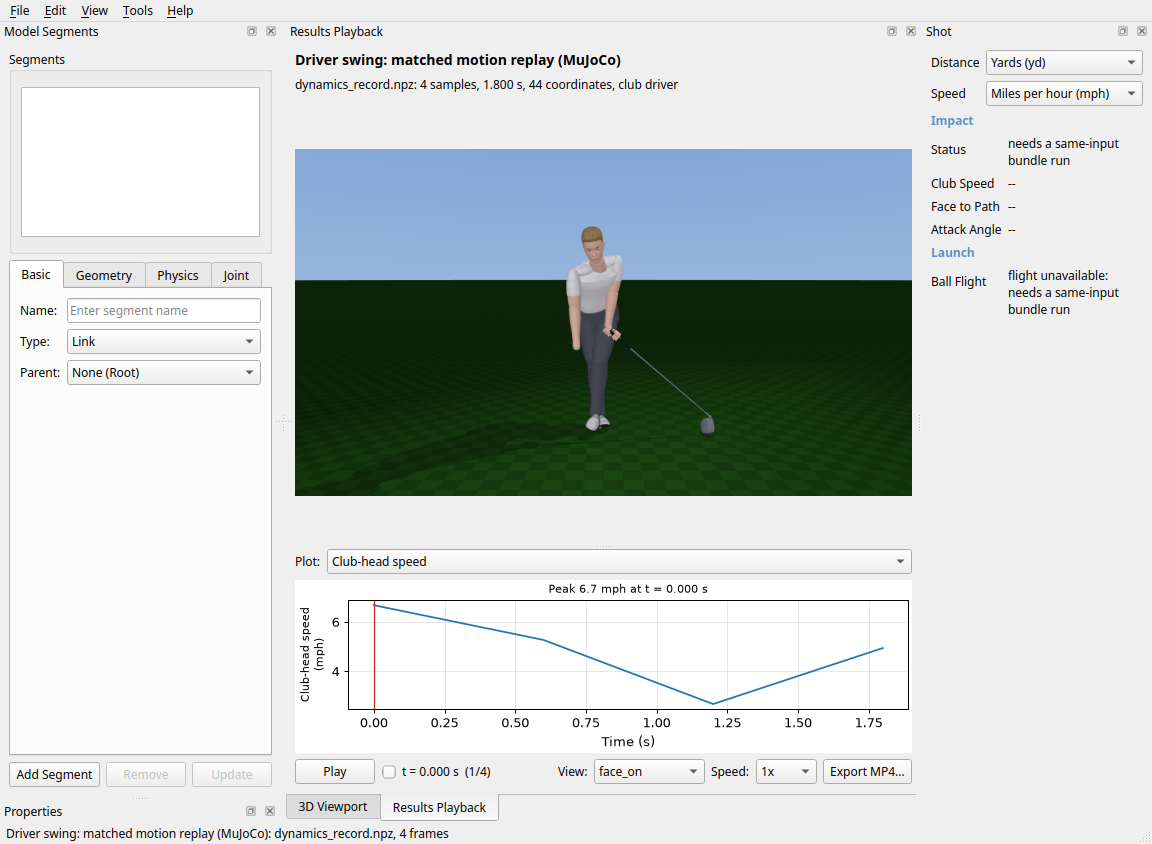 File Edit View Tools Help
Model Segments
Segments
Basic Geometry Physics Joint
Name: Enter segment name
Type: Link
Parent: None (Root)
Add Segment Remove Update
Properties
Results Playback
Driver swing: matched motion replay (MuJoCo)
dynamics_record.npz: 4 samples, 1.800 s, 44 coordinates, club driver
Plot: Club-head speed
Peak 6.7 mph at t = 0.000 s
Club-head speed
(mph)
6
4
0.00 0.25 0.50 0.75 1.00 1.25 1.50 1.75
Time (s)
Play t = 0.000 s (1/4) View: face_on Speed: 1x Export MP4...
3D Viewport Results Playback
Shot
Distance Yards (yd)
Speed Miles per hour (mph)
Impact
Status needs a same-input
bundle run
Club Speed --
Face to Path --
Attack Angle --
Launch
Ball Flight flight unavailable:
needs a same-input
bundle run
Driver swing: matched motion replay (MuJoCo): dynamics_record.npz, 4 frames